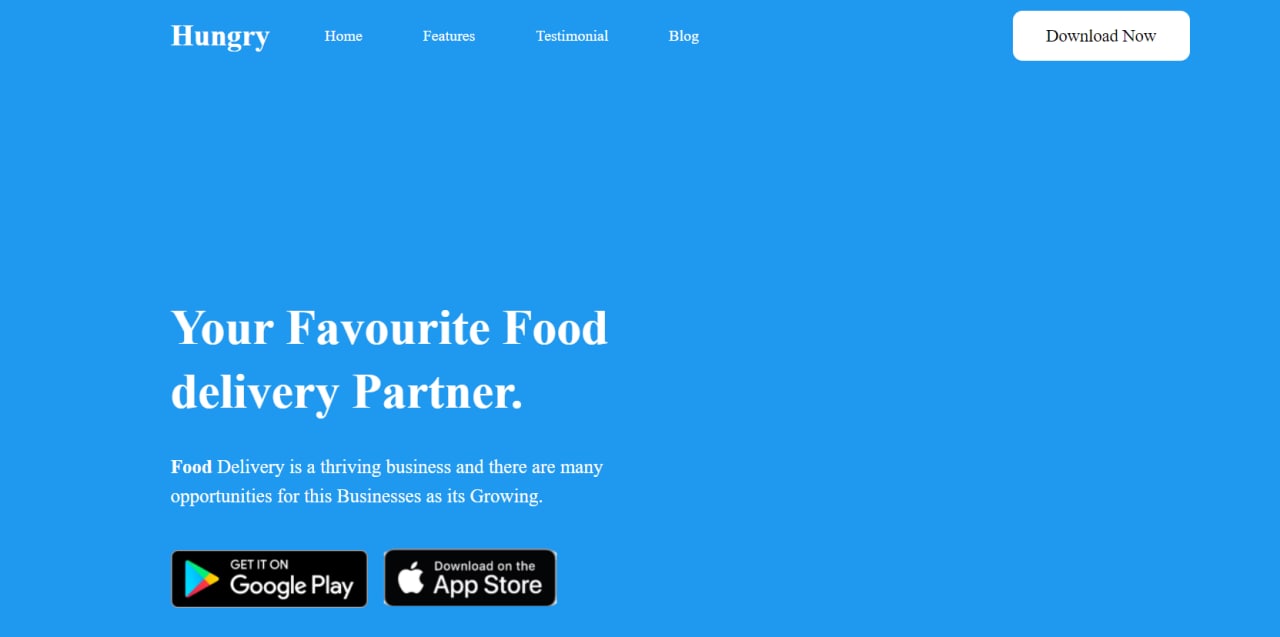 Hungry
Home
Features
Testimonial
Blog
Download Now
Your Favourite Food
delivery Partner.
Food Delivery is a thriving business and there are many
opportunities for this Businesses as its Growing.
GET IT ON
Google Play
Download on the
App Store